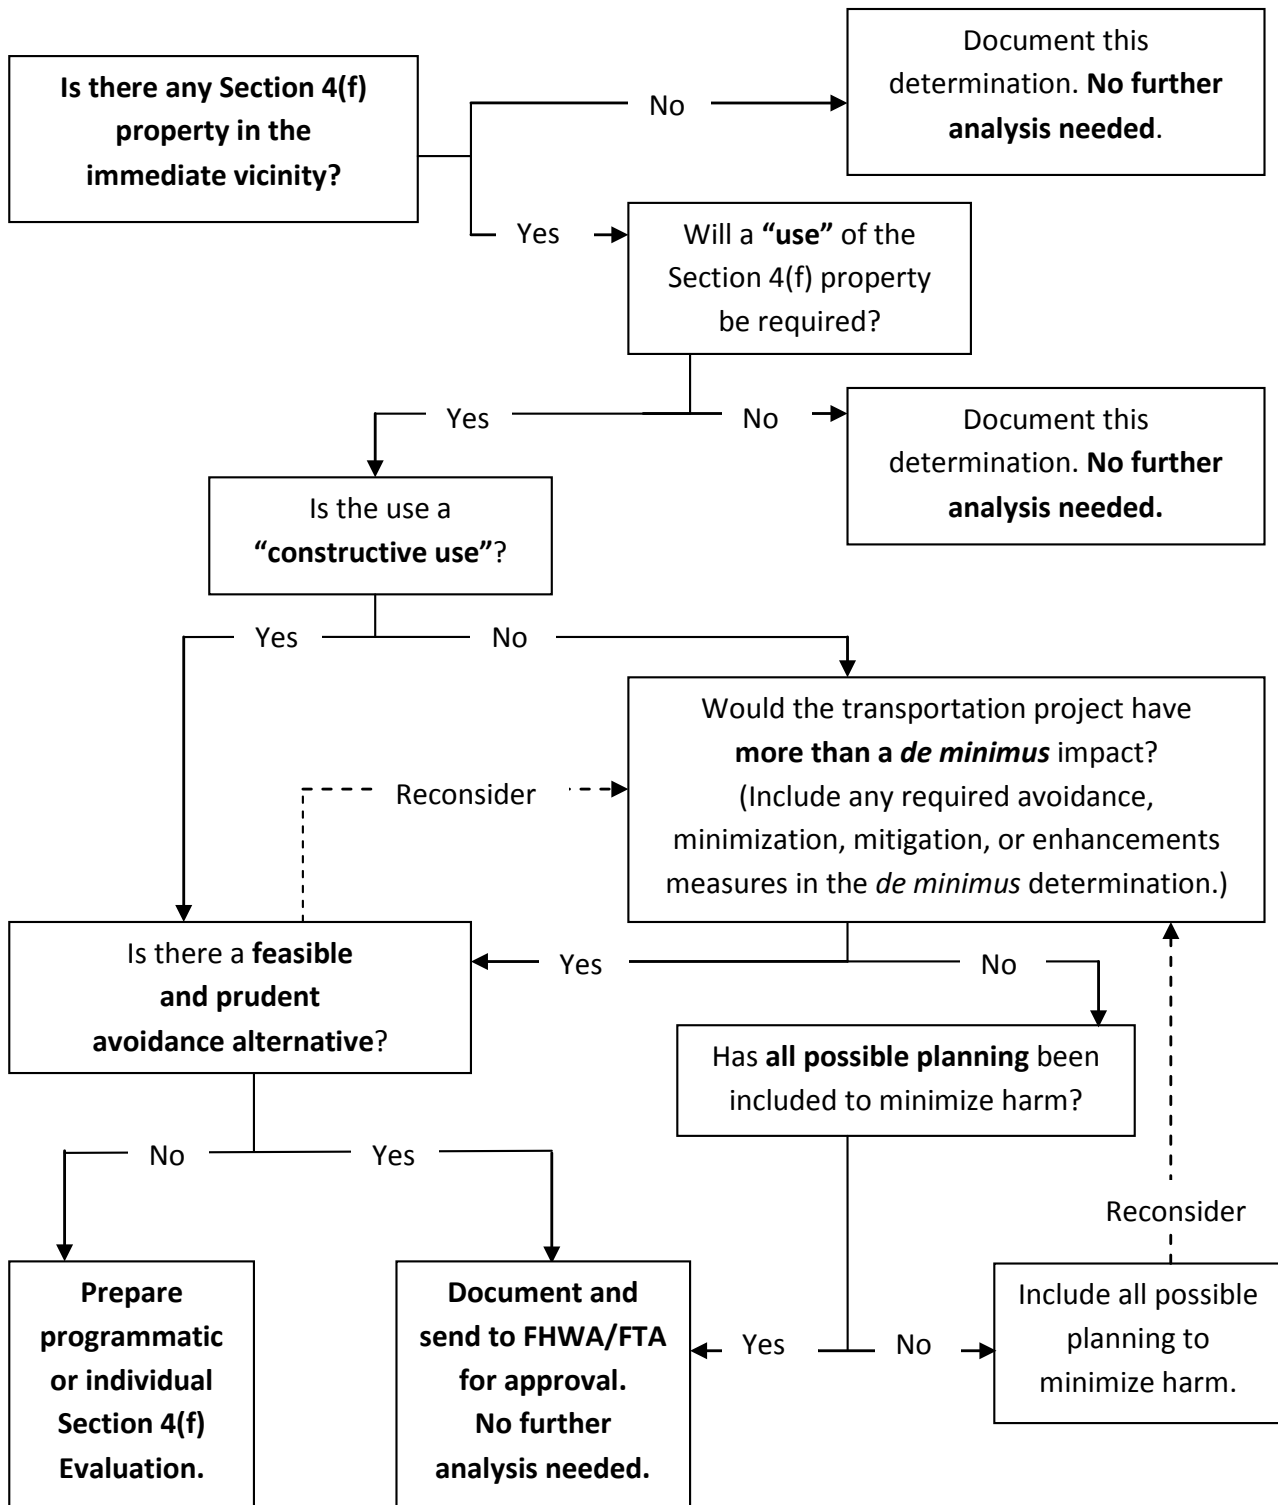 Is there any Section 4(f)
property in the
immediate vicinity?
No
Document this
determination. No further
analysis needed.
Yes
Will a “use” of the
Section 4(f) property
be required?
Yes
No
Document this
determination. No further
analysis needed.
Is the use a
“constructive use”?
Yes
No
Would the transportation project have
more than a de minimus impact?
(Include any required avoidance,
minimization, mitigation, or enhancements
measures in the de minimus determination.)
Reconsider
Is there a feasible
and prudent
avoidance alternative?
Yes
No
Has all possible planning been
included to minimize harm?
No
Yes
Reconsider
Prepare
programmatic
or individual
Section 4(f)
Evaluation.
Document and
send to FHWA/FTA
for approval.
No further
analysis needed.
Yes
No
Include all possible
planning to
minimize harm.